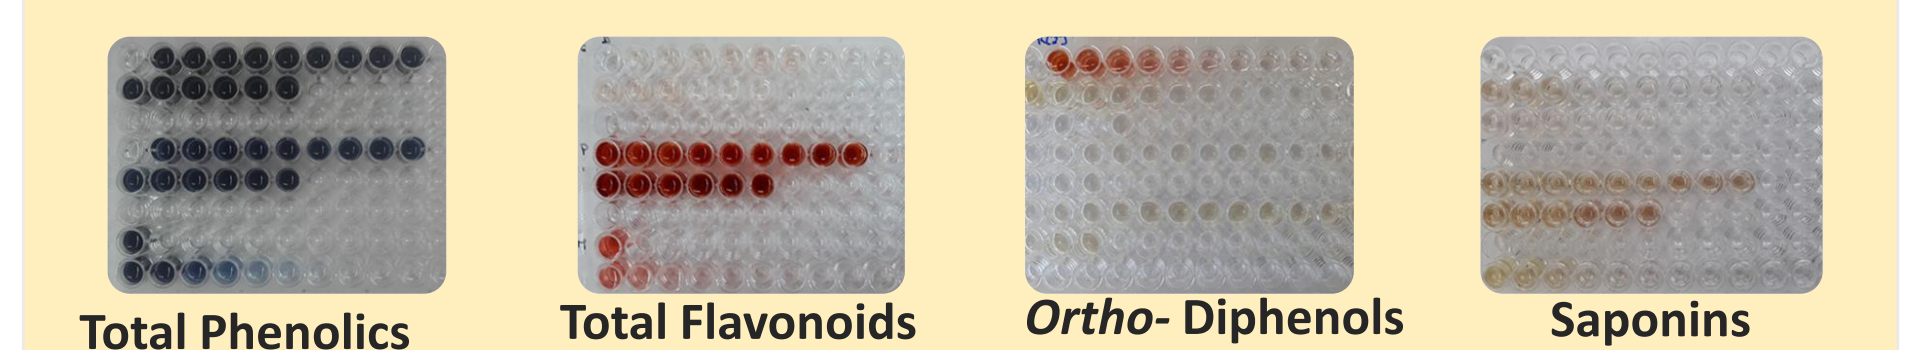 Total Phenolics
Total Flavonoids
Ortho- Diphenols
Saponins